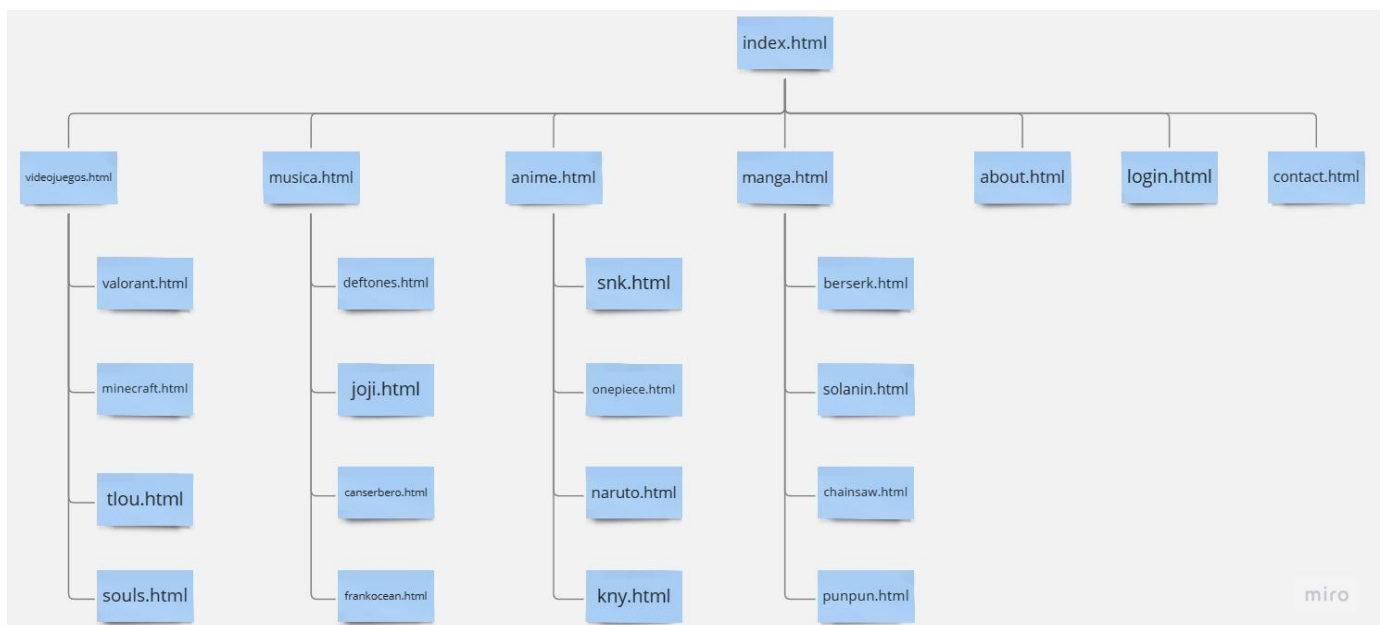 index.html
videojuegos.html
musica.html
anime.html
manga.html
about.html
login.html
contact.html
valorant.html
deftones.html
snk.html
berserk.html
minecraft.html
joji.html
onepiece.html
solanin.html
tlou.html
canserbero.html
naruto.html
chainsaw.html
souls.html
frankocean.html
kny.html
punpun.html
miro